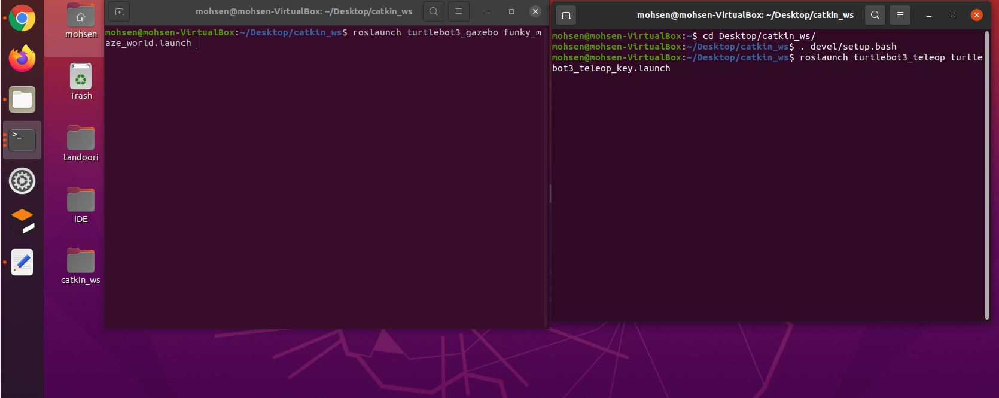 mohsen
Trash
tandoori
IDE
catkin_ws
>_
mohsen@mohsen-VirtualBox: ~/Desktop/catkin_ws
mohsen@mohsen-VirtualBox:~/Desktop/catkin_ws$ roslaunch turtlebot3_gazebo funky_m
aze_world.launch
mohsen@mohsen-VirtualBox: ~/Desktop/catkin_ws
mohsen@mohsen-VirtualBox:~$ cd Desktop/catkin_ws/
mohsen@mohsen-VirtualBox:~/Desktop/catkin_ws$ . devel/setup.bash
mohsen@mohsen-VirtualBox:~/Desktop/catkin_ws$ roslaunch turtlebot3_teleop turtle
bot3_teleop_key.launch